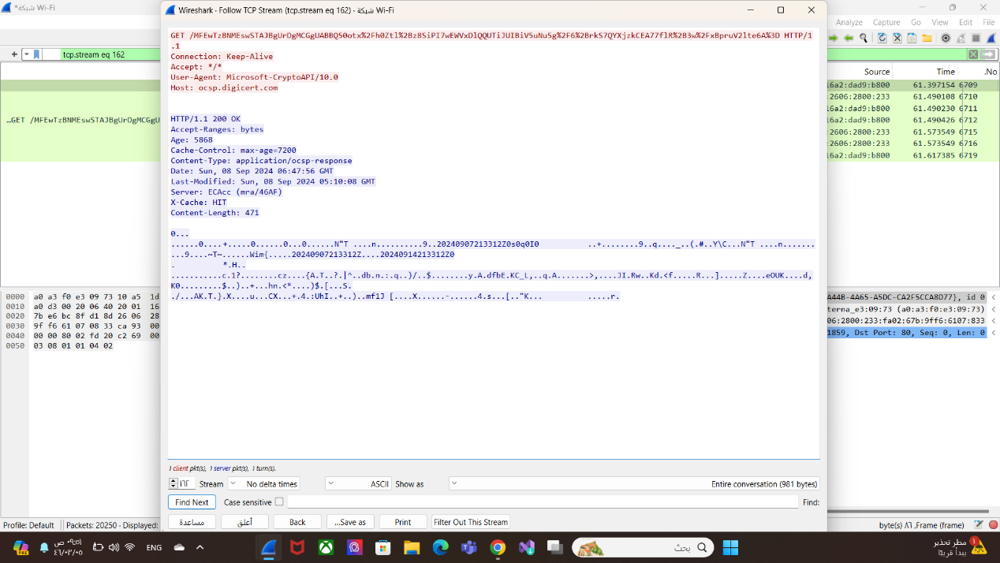 *شبكة Wi-Fi
Wireshark · Follow TCP Stream (tcp.stream eq 162) · شبكة Wi-Fi
Analyze Capture Go View Edit File
tcp.stream eq 162
Source Time No.
16a2:dad9:b800 61.397154 6709
2606:2800:233 61.490108 6710
16a2:dad9:b800 61.490230 6711
…GET /MFEwTzBNMEswSTAJBgUrDgMCGgU 16a2:dad9:b800 61.490426 6712
2606:2800:233 61.573549 6715
2606:2800:233 61.573549 6716
16a2:dad9:b800 61.617385 6719
GET /MFEwTzBNMEswSTAJBgUrDgMCGgUABBQ50otx%2Fh0Ztl%2Bz8SiPI7wEWVxDlQQUTiJUIBiV5uNu5g%2F6%2BrkS7QYXjzkCEA77flR%2B3w%2FxBpruV2lte6A%3D HTTP/1
.1
Connection: Keep-Alive
Accept: */*
User-Agent: Microsoft-CryptoAPI/10.0
Host: ocsp.digicert.com
HTTP/1.1 200 OK
Accept-Ranges: bytes
Age: 5868
Cache-Control: max-age=7200
Content-Type: application/ocsp-response
Date: Sun, 08 Sep 2024 06:47:56 GMT
Last-Modified: Sun, 08 Sep 2024 05:10:08 GMT
Server: ECAcc (mra/46AF)
X-Cache: HIT
Content-Length: 471
0...
......0....+.....0......0...0......N"T ....n..........9..20240907213312Z0s0q0I0 ..+........9..q...._..(.#..Y\C...N"T ....n.......
...9....~T~......Wim{.....20240907213312Z....20240914213312Z0
. *.H..
...........c.1?........cz....{A.T..?.|^..db.n.:.q..)/..$........y.A.dfbE.KC_L,..q.A.......>,....JI.Rw..Kd.<f.....R...].....Z....eOUK....d,
K0.........$..)..+...hn.<*....)$.[...S.
./...AK.T.}.X....u...CX...+.4.:UhI..+..)..mf1J [....X......-......4.s...[.."K... .....r.
0000 a0 a3 f0 e3 09 73 10 a5 1d
0010 a0 d3 00 20 06 40 20 01 16
0020 7b e6 bc 8f d1 8d 26 06 28
0030 9f f6 61 07 08 33 ca 93 00
0040 00 00 80 02 fd 20 c2 69 00
0050 03 08 01 01 04 02
A44B-4A65-A5DC-CA2F5CCA8D77}, id 0
terna_e3:09:73 (a0:a3:f0:e3:09:73)
06:2800:233:fa02:67b:9ff6:6107:833
1859, Dst Port: 80, Seq: 0, Len: 0
1 client pkt(s), 1 server pkt(s), 1 turn(s).
١٦٢ Stream No delta times ASCII Show as Entire conversation (981 bytes)
Find Next Case sensitive Find:
مساعدة أغلق Back …Save as Print Filter Out This Stream
Profile: Default Packets: 20250 · Displayed: byte(s) ٨٦ ,Frame (frame)
PRE ٠٩:٥١ ص ENG بحث مطر تحذير 1
٤٦/٠٣/٠٥ يبدأ قريبًا